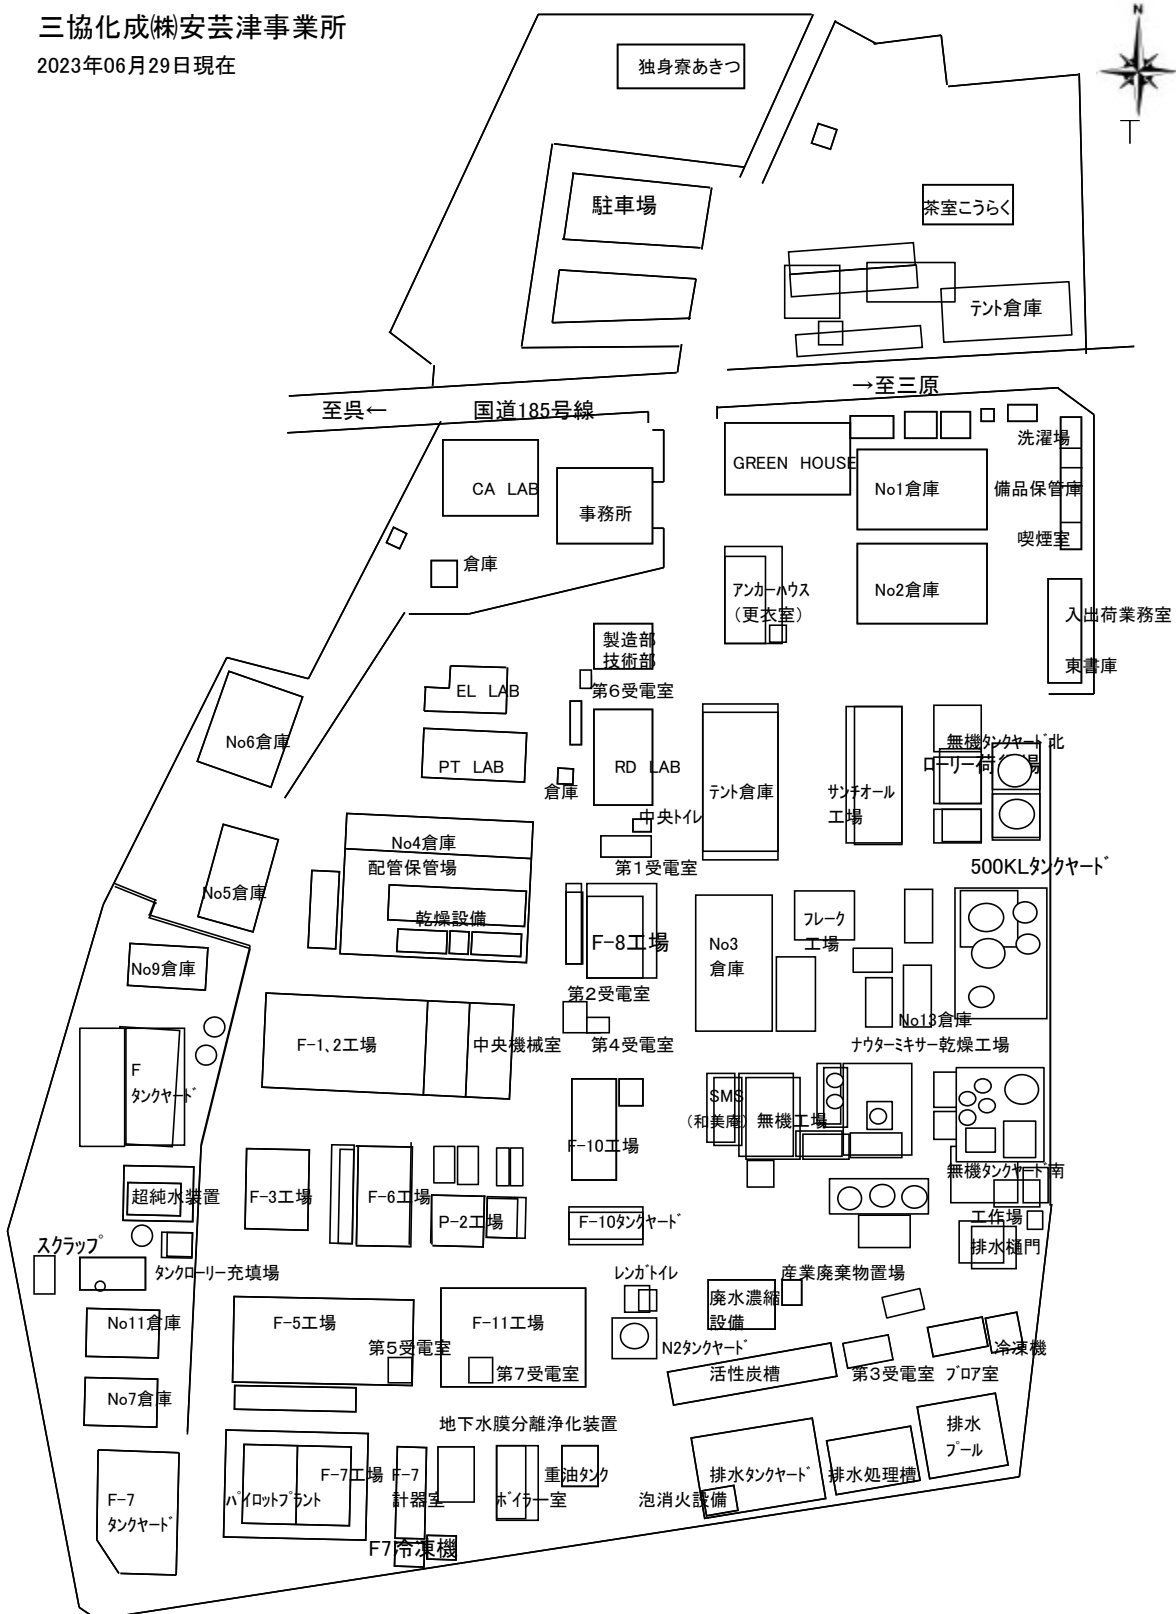 三協化成㈱安芸津事業所
2023年06月29日現在
N
独身寮あきつ
駐車場
茶室こうらく
テント倉庫
→至三原
至呉←
国道185号線
洗濯場
GREEN HOUSE
CA LAB
No1倉庫
備品保管庫
事務所
喫煙室
倉庫
アンカーハウス
(更衣室)
No2倉庫
入出荷業務室
製造部
技術部
東書庫
EL LAB
第6受電室
No6倉庫
無機タンクヤード北
PT LAB
RD LAB
倉庫
テント倉庫
サンチオール
工場
中央トイレ
No4倉庫
配管保管場
第1受電室
500KLタンクヤード
No5倉庫
乾燥設備
フレーク
工場
F-8工場
No3
倉庫
No9倉庫
第2受電室
No13倉庫
F-1、2工場
中央機械室
第4受電室
ナウターミキサー乾燥工場
F
タンクヤード
SMS
(和美庵)
無機工場
F-10工場
無機タンクヤード南
超純水装置
F-3工場
F-6工場
P-2工場
F-10タンクヤード
工作場
スクラップ
排水樋門
タンクローリー充填場
レンガトイレ
産業廃棄物置場
廃水濃縮
設備
No11倉庫
F-5工場
F-11工場
第5受電室
N2タンクヤード
冷凍機
第7受電室
活性炭槽
第3受電室
ブロア室
No7倉庫
地下水膜分離浄化装置
排水
プール
F-7工場
F-7
計器室
重油タンク
排水タンクヤード
排水処理槽
F-7
タンクヤード
パイロットプラント
ボイラー室
泡消火設備
F7冷凍機